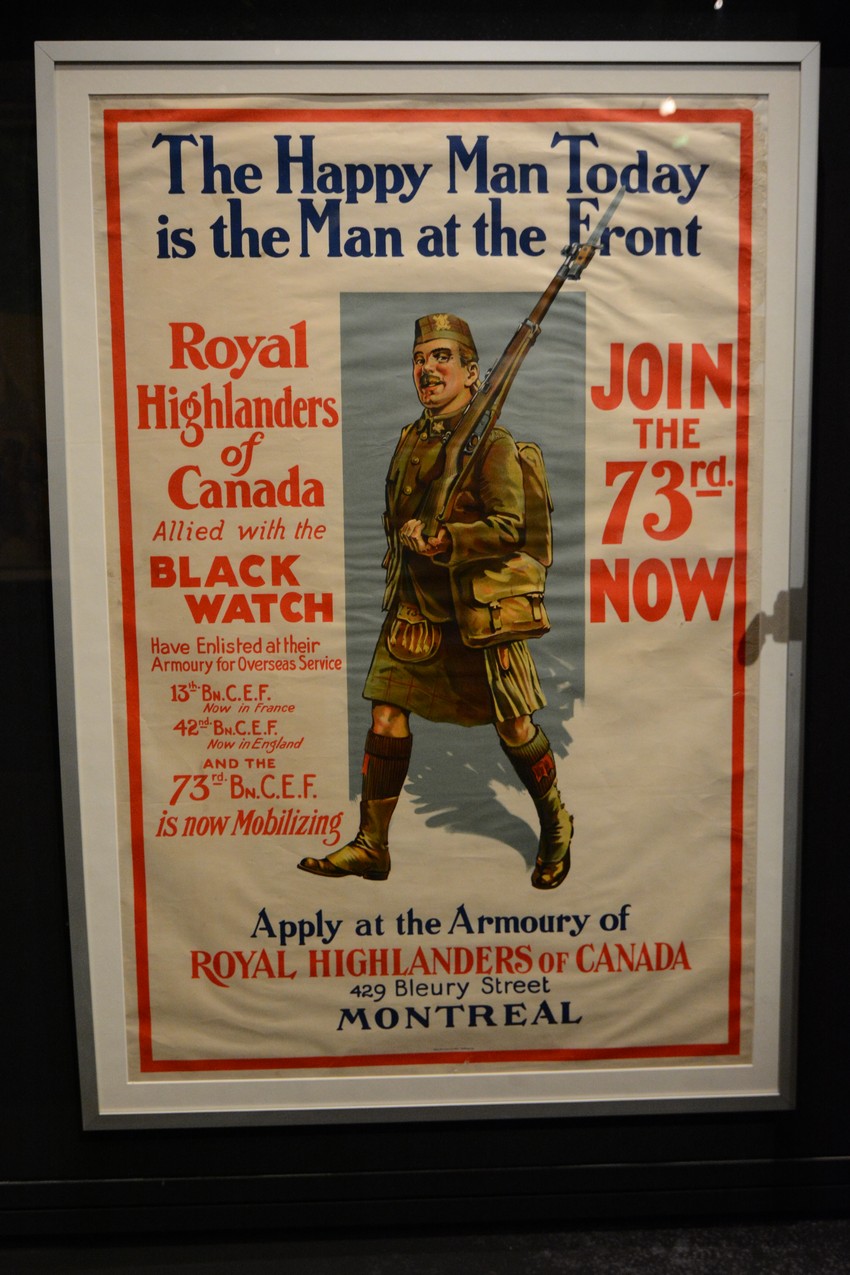 The Happy Man Today
is the Man at the Front
Royal
Highlanders
of
Canada
Allied with the
BLACK
WATCH
Have Enlisted at their
Armoury for Overseas Service
13th. Bn. C.E.F.
Now in France
42nd. Bn. C.E.F.
Now in England
AND THE
73rd. Bn. C.E.F.
is now Mobilizing
JOIN
THE
73rd.
NOW
Apply at the Armoury of
ROYAL HIGHLANDERS OF CANADA
429 Bleury Street
MONTREAL